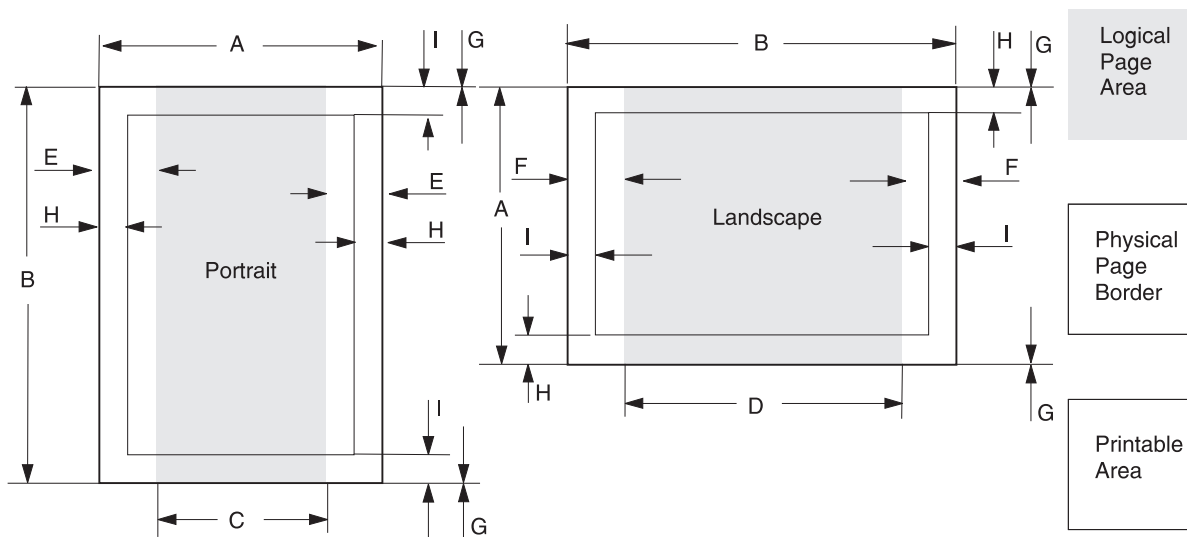 A
I
G
B
E
E
H
H
Portrait
I
C
G
B
H
G
F
F
A
Landscape
I
I
H
D
G
Logical
Page
Area
Physical
Page
Border
Printable
Area